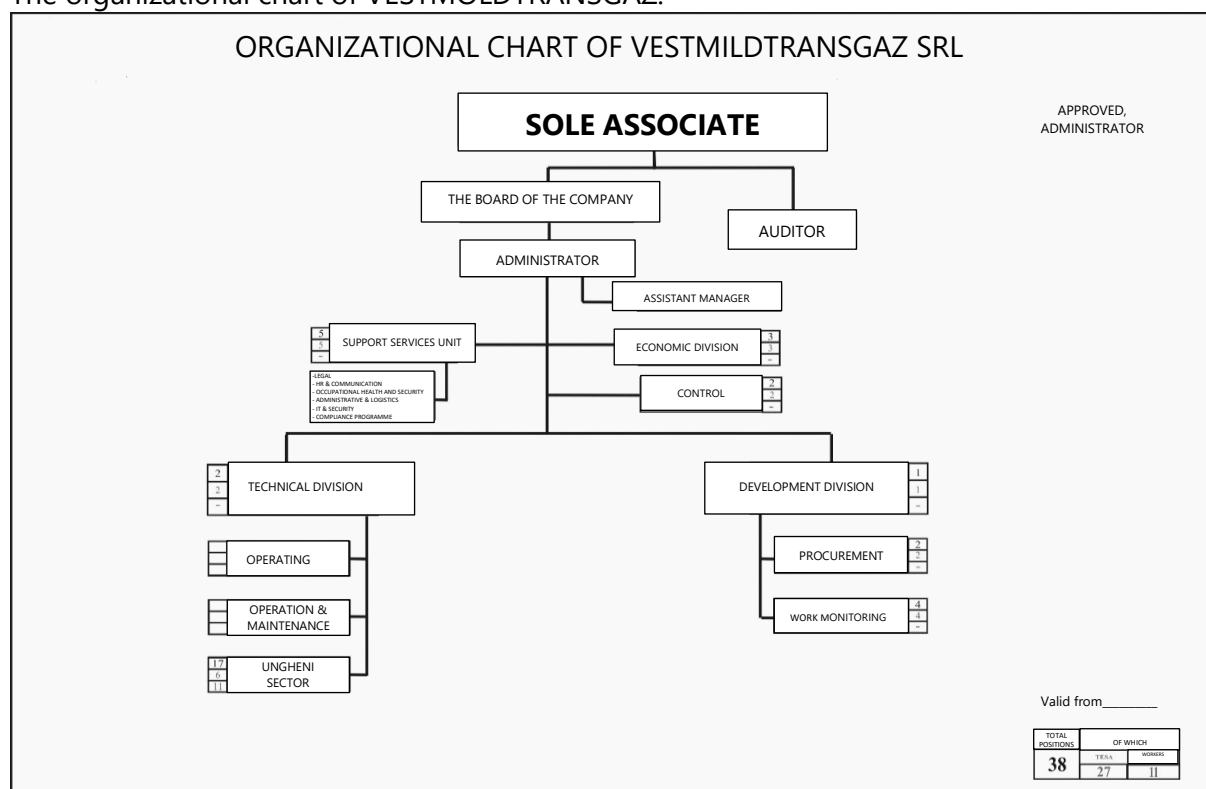 The organizational chart of VESTMOLDTRANSGAZ:
ORGANIZATIONAL CHART OF VESTMILDTRANSGAZ SRL
SOLE ASSOCIATE
APPROVED,
ADMINISTRATOR
THE BOARD OF THE COMPANY
AUDITOR
ADMINISTRATOR
ASSISTANT MANAGER
5
5
-
SUPPORT SERVICES UNIT
ECONOMIC DIVISION
3
3
-
-LEGAL
- HR & COMMUNICATION
- OCCUPATIONAL HEALTH AND SECURITY
- ADMINISTRATIVE & LOGISTICS
- IT & SECURITY
- COMPLIANCE PROGRAMME
CONTROL
2
2
-
2
2
-
TECHNICAL DIVISION
DEVELOPMENT DIVISION
1
1
-
OPERATING
PROCUREMENT
2
2
-
OPERATION &
MAINTENANCE
WORK MONITORING
4
4
-
17
6
11
UNGHENI
SECTOR
Valid from_________
TOTAL
POSITIONS
OF WHICH
38
TESA
WORKERS
27
11